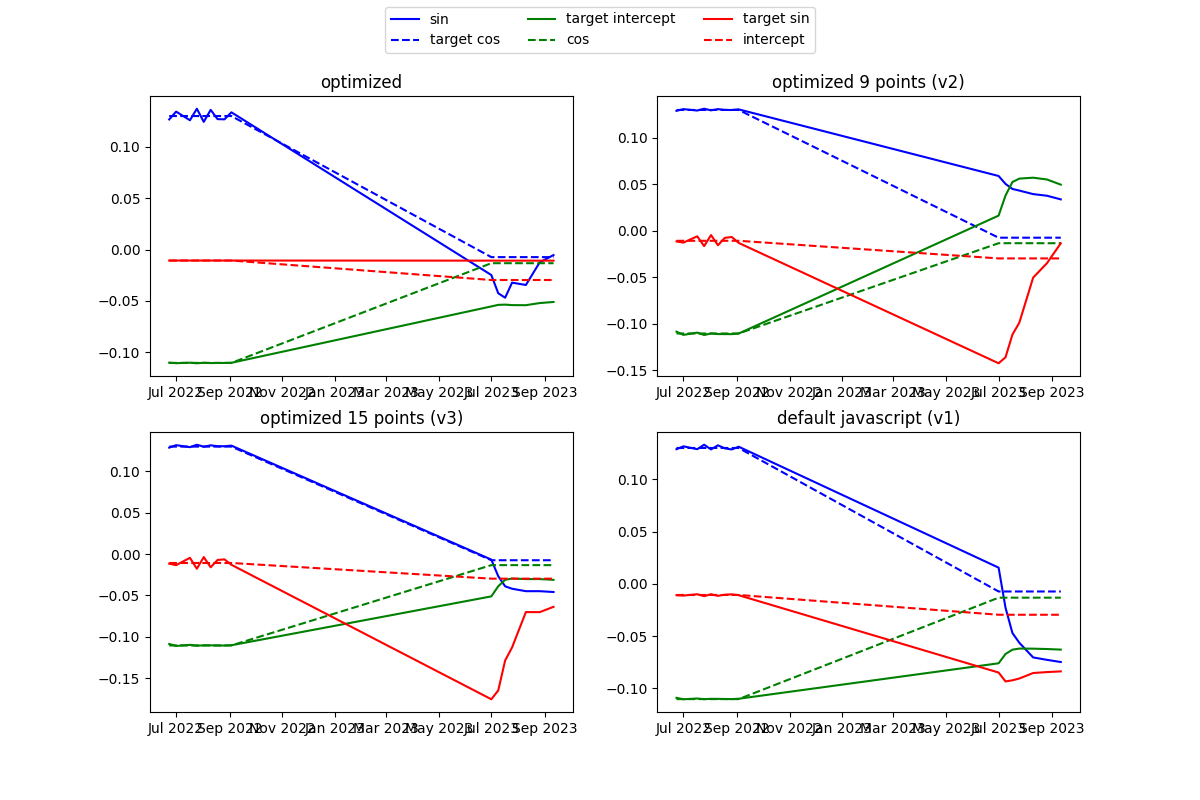 sin target intercept target sin
target cos cos intercept
optimized
optimized 9 points (v2)
0.10
0.05
0.00
−0.05
−0.10
0.10
0.05
0.00
−0.05
−0.10
−0.15
Jul 2022 Sep 2022 Nov 2022 Jan 2023 Mar 2023 May 2023 Jul 2023 Sep 2023
Jul 2022 Sep 2022 Nov 2022 Jan 2023 Mar 2023 May 2023 Jul 2023 Sep 2023
optimized 15 points (v3)
default javascript (v1)
0.10
0.05
0.00
−0.05
−0.10
−0.15
0.10
0.05
0.00
−0.05
−0.10
Jul 2022 Sep 2022 Nov 2022 Jan 2023 Mar 2023 May 2023 Jul 2023 Sep 2023
Jul 2022 Sep 2022 Nov 2022 Jan 2023 Mar 2023 May 2023 Jul 2023 Sep 2023